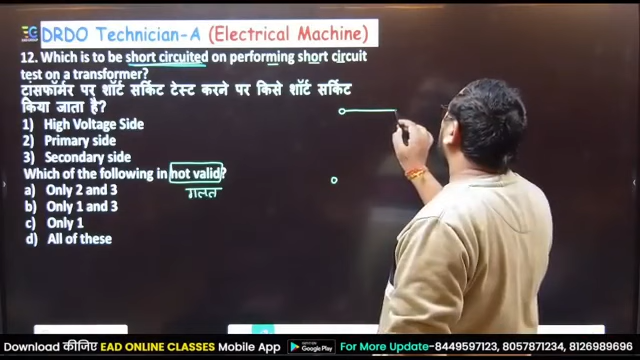 EG DRDO Technician-A (Electrical Machine)
12. Which is to be short circuited on performing short circuit
test on a transformer?
ट्रांसफॉर्मर पर शॉर्ट सर्किट टेस्ट करने पर किसे शॉर्ट सर्किट
किया जाता है?
1) High Voltage Side
2) Primary side
3) Secondary side
Which of the following in not valid?
गलत
a) Only 2 and 3
b) Only 1 and 3
c) Only 1
d) All of these
Download कीजिए EAD ONLINE CLASSES Mobile App GET IT ON Google Play For More Update-8449597123, 8057871234, 8126989696